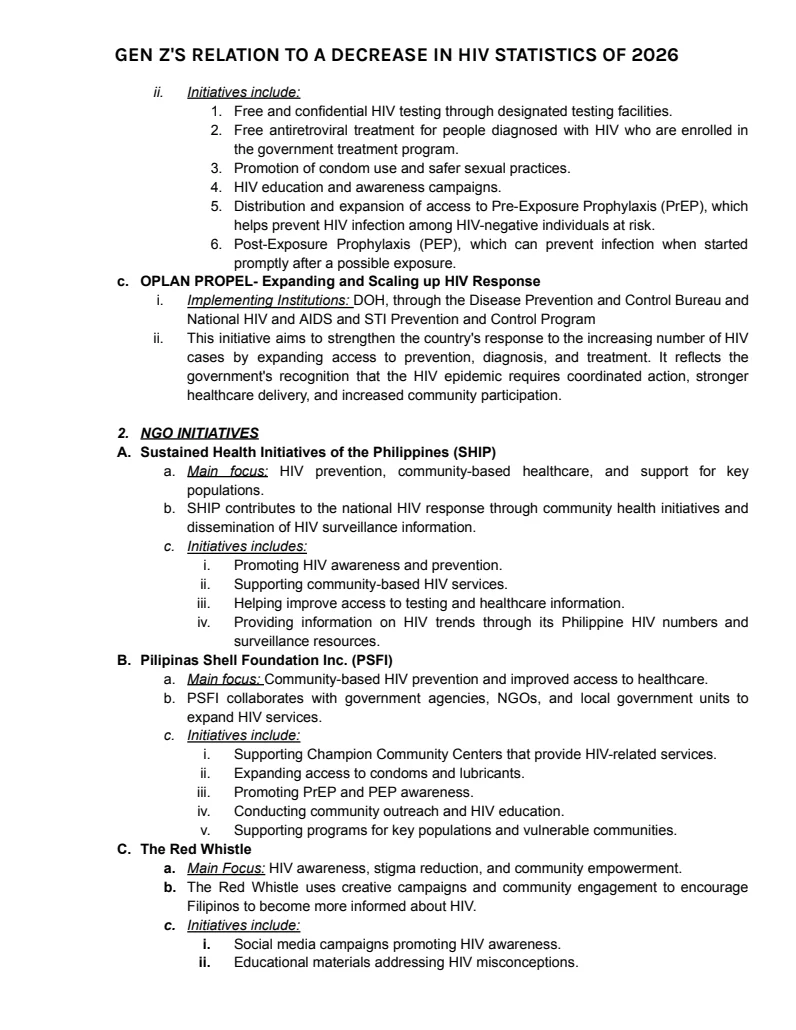 GEN Z'S RELATION TO A DECREASE IN HIV STATISTICS OF 2026
ii. Initiatives include:
1. Free and confidential HIV testing through designated testing facilities.
2. Free antiretroviral treatment for people diagnosed with HIV who are enrolled in
the government treatment program.
3. Promotion of condom use and safer sexual practices.
4. HIV education and awareness campaigns.
5. Distribution and expansion of access to Pre-Exposure Prophylaxis (PrEP), which
helps prevent HIV infection among HIV-negative individuals at risk.
6. Post-Exposure Prophylaxis (PEP), which can prevent infection when started
promptly after a possible exposure.
c. OPLAN PROPEL- Expanding and Scaling up HIV Response
i. Implementing Institutions: DOH, through the Disease Prevention and Control Bureau and
National HIV and AIDS and STI Prevention and Control Program
ii. This initiative aims to strengthen the country's response to the increasing number of HIV
cases by expanding access to prevention, diagnosis, and treatment. It reflects the
government's recognition that the HIV epidemic requires coordinated action, stronger
healthcare delivery, and increased community participation.
2. NGO INITIATIVES
A. Sustained Health Initiatives of the Philippines (SHIP)
a. Main focus: HIV prevention, community-based healthcare, and support for key
populations.
b. SHIP contributes to the national HIV response through community health initiatives and
dissemination of HIV surveillance information.
c. Initiatives includes:
i. Promoting HIV awareness and prevention.
ii. Supporting community-based HIV services.
iii. Helping improve access to testing and healthcare information.
iv. Providing information on HIV trends through its Philippine HIV numbers and
surveillance resources.
B. Pilipinas Shell Foundation Inc. (PSFI)
a. Main focus: Community-based HIV prevention and improved access to healthcare.
b. PSFI collaborates with government agencies, NGOs, and local government units to
expand HIV services.
c. Initiatives include:
i. Supporting Champion Community Centers that provide HIV-related services.
ii. Expanding access to condoms and lubricants.
iii. Promoting PrEP and PEP awareness.
iv. Conducting community outreach and HIV education.
v. Supporting programs for key populations and vulnerable communities.
C. The Red Whistle
a. Main Focus: HIV awareness, stigma reduction, and community empowerment.
b. The Red Whistle uses creative campaigns and community engagement to encourage
Filipinos to become more informed about HIV.
c. Initiatives include:
i. Social media campaigns promoting HIV awareness.
ii. Educational materials addressing HIV misconceptions.